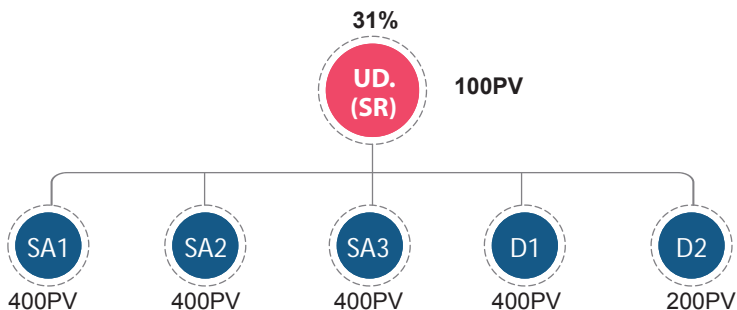 31%
UD.
(SR)
100PV
SA1
SA2
SA3
D1
D2
400PV
400PV
400PV
400PV
200PV